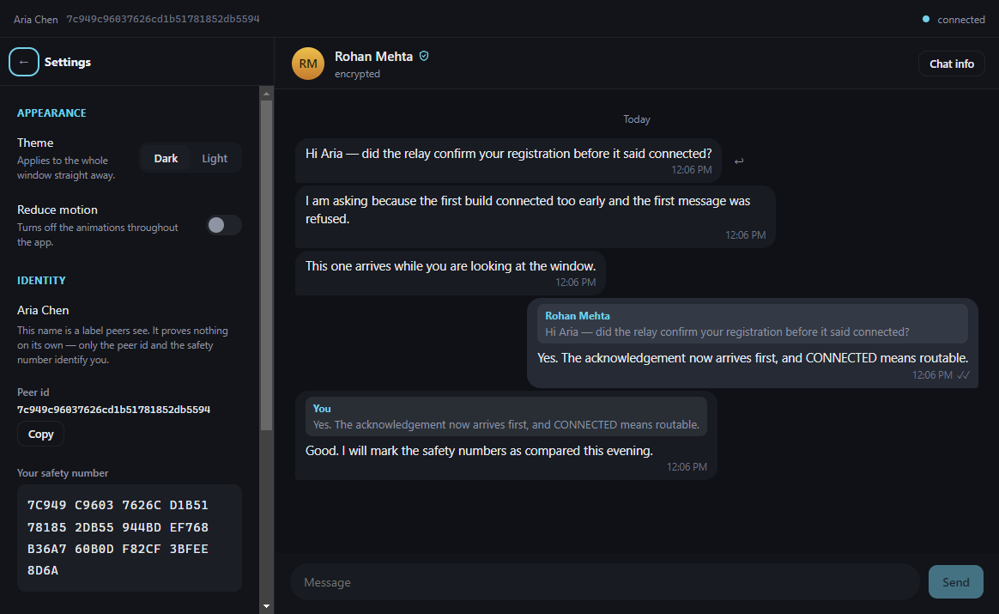 Aria Chen 7c949c96037626cd1b51781852db5594
connected
← Settings
APPEARANCE
Theme
Applies to the whole
window straight away.
Dark Light
Reduce motion
Turns off the animations throughout
the app.
IDENTITY
Aria Chen
This name is a label peers see. It proves nothing
on its own — only the peer id and the safety
number identify you.
Peer id
7c949c96037626cd1b51781852db5594
Copy
Your safety number
7C949 C9603 7626C D1B51
78185 2DB55 944BD EF768
B36A7 60B0D F82CF 3BFEE
8D6A
RM
Rohan Mehta
encrypted
Chat info
Today
Hi Aria — did the relay confirm your registration before it said connected?
12:06 PM
I am asking because the first build connected too early and the first message was
refused.
12:06 PM
This one arrives while you are looking at the window.
12:06 PM
Rohan Mehta
Hi Aria — did the relay confirm your registration before it said connected?
Yes. The acknowledgement now arrives first, and CONNECTED means routable.
12:06 PM
You
Yes. The acknowledgement now arrives first, and CONNECTED means routable.
Good. I will mark the safety numbers as compared this evening.
12:06 PM
Message
Send